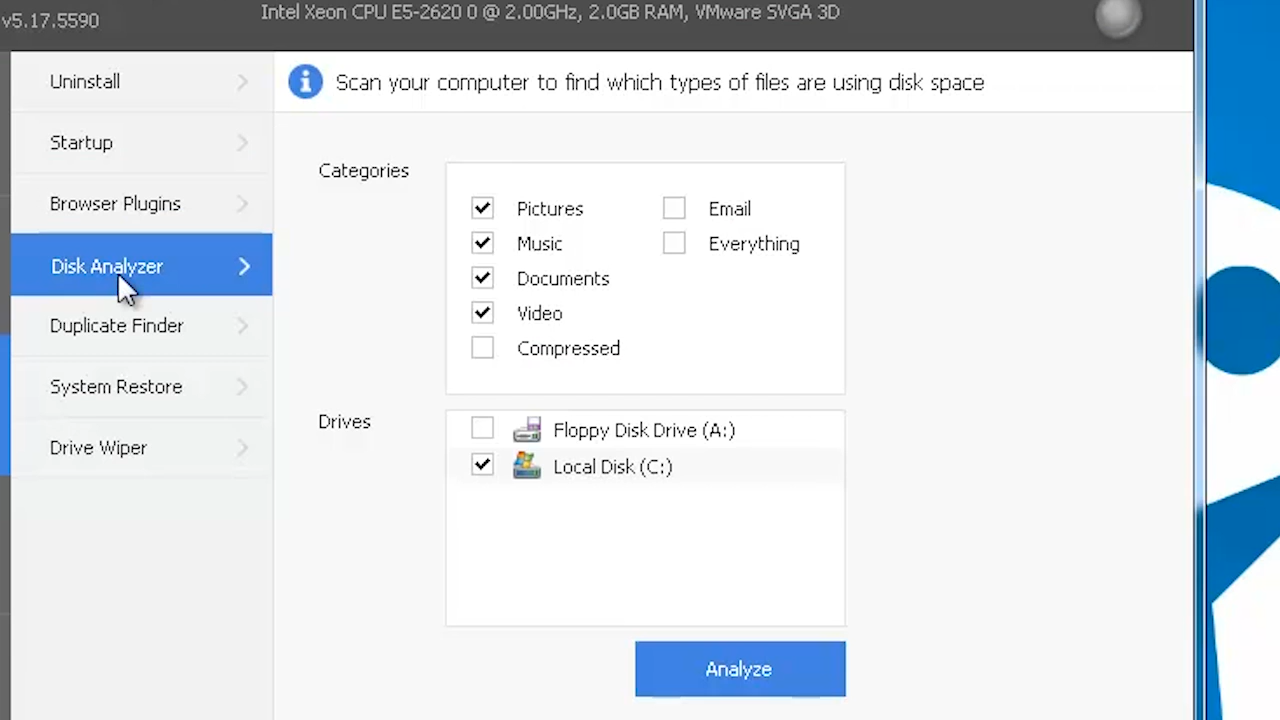 v5.17.5590
Intel Xeon CPU E5-2620 0 @ 2.00GHz, 2.0GB RAM, VMware SVGA 3D
Uninstall
Startup
Browser Plugins
Disk Analyzer
Duplicate Finder
System Restore
Drive Wiper
Scan your computer to find which types of files are using disk space
Categories
Pictures
Email
Music
Everything
Documents
Video
Compressed
Drives
Floppy Disk Drive (A:)
Local Disk (C:)
Analyze